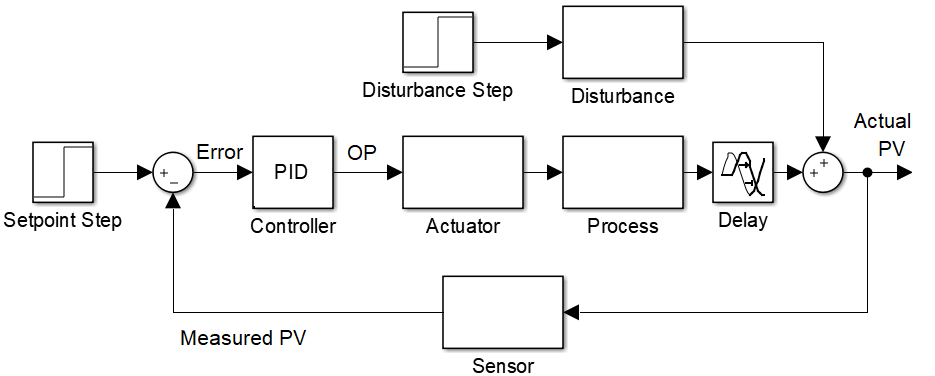 Disturbance Step
Disturbance
Actual
PV
Error
OP
PID
Setpoint Step
Controller
Actuator
Process
Delay
Measured PV
Sensor